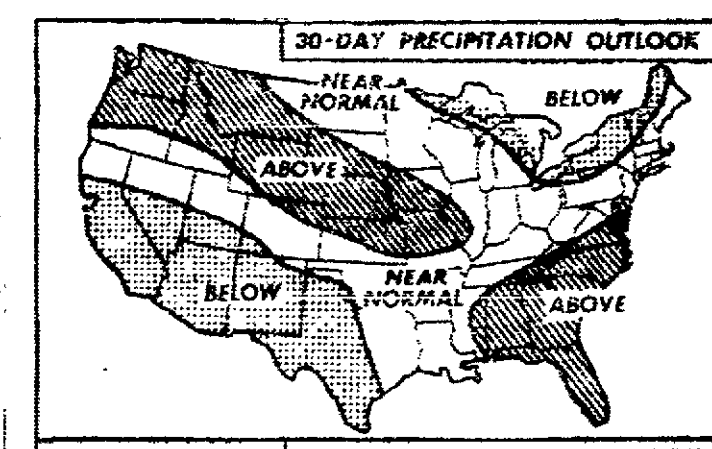 30-DAY PRECIPITATION OUTLOOK
NEAR
NORMAL
BELOW
ABOVE
BELOW
NEAR
NORMAL
ABOVE